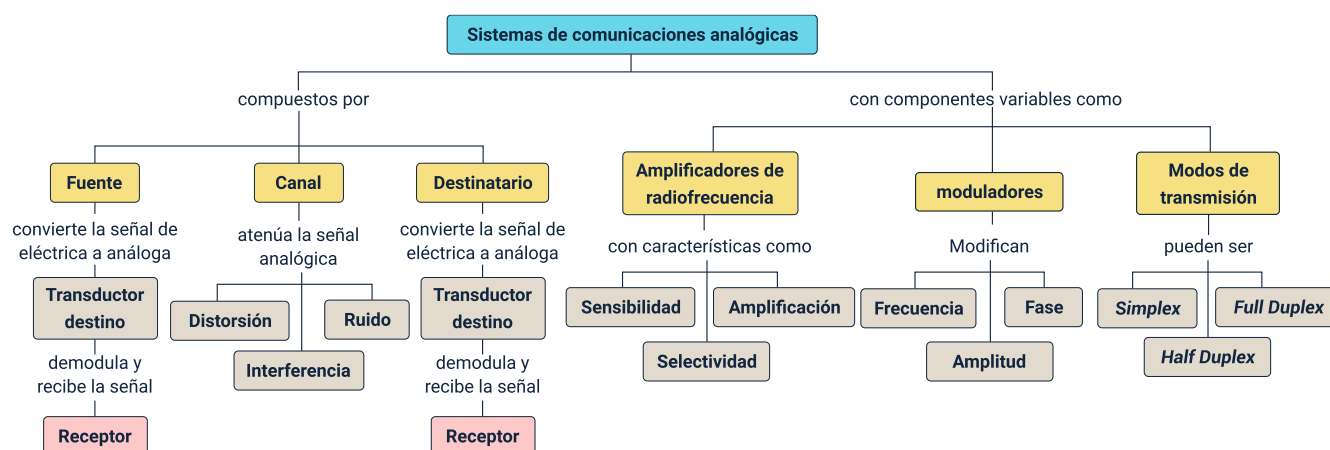 Sistemas de comunicaciones analógicas
compuestos por
con componentes variables como
Fuente
Canal
Destinatario
Amplificadores de
radiofrecuencia
moduladores
Modos de
transmisión
convierte la señal de
eléctrica a análoga
atenúa la señal
analógica
convierte la señal de
eléctrica a análoga
con características como
Modifican
pueden ser
Transductor
destino
Distorsión
Ruido
Interferencia
Transductor
destino
Sensibilidad
Amplificación
Selectividad
Frecuencia
Fase
Amplitud
Simplex
Full Duplex
Half Duplex
demodula y
recibe la señal
demodula y
recibe la señal
Receptor
Receptor